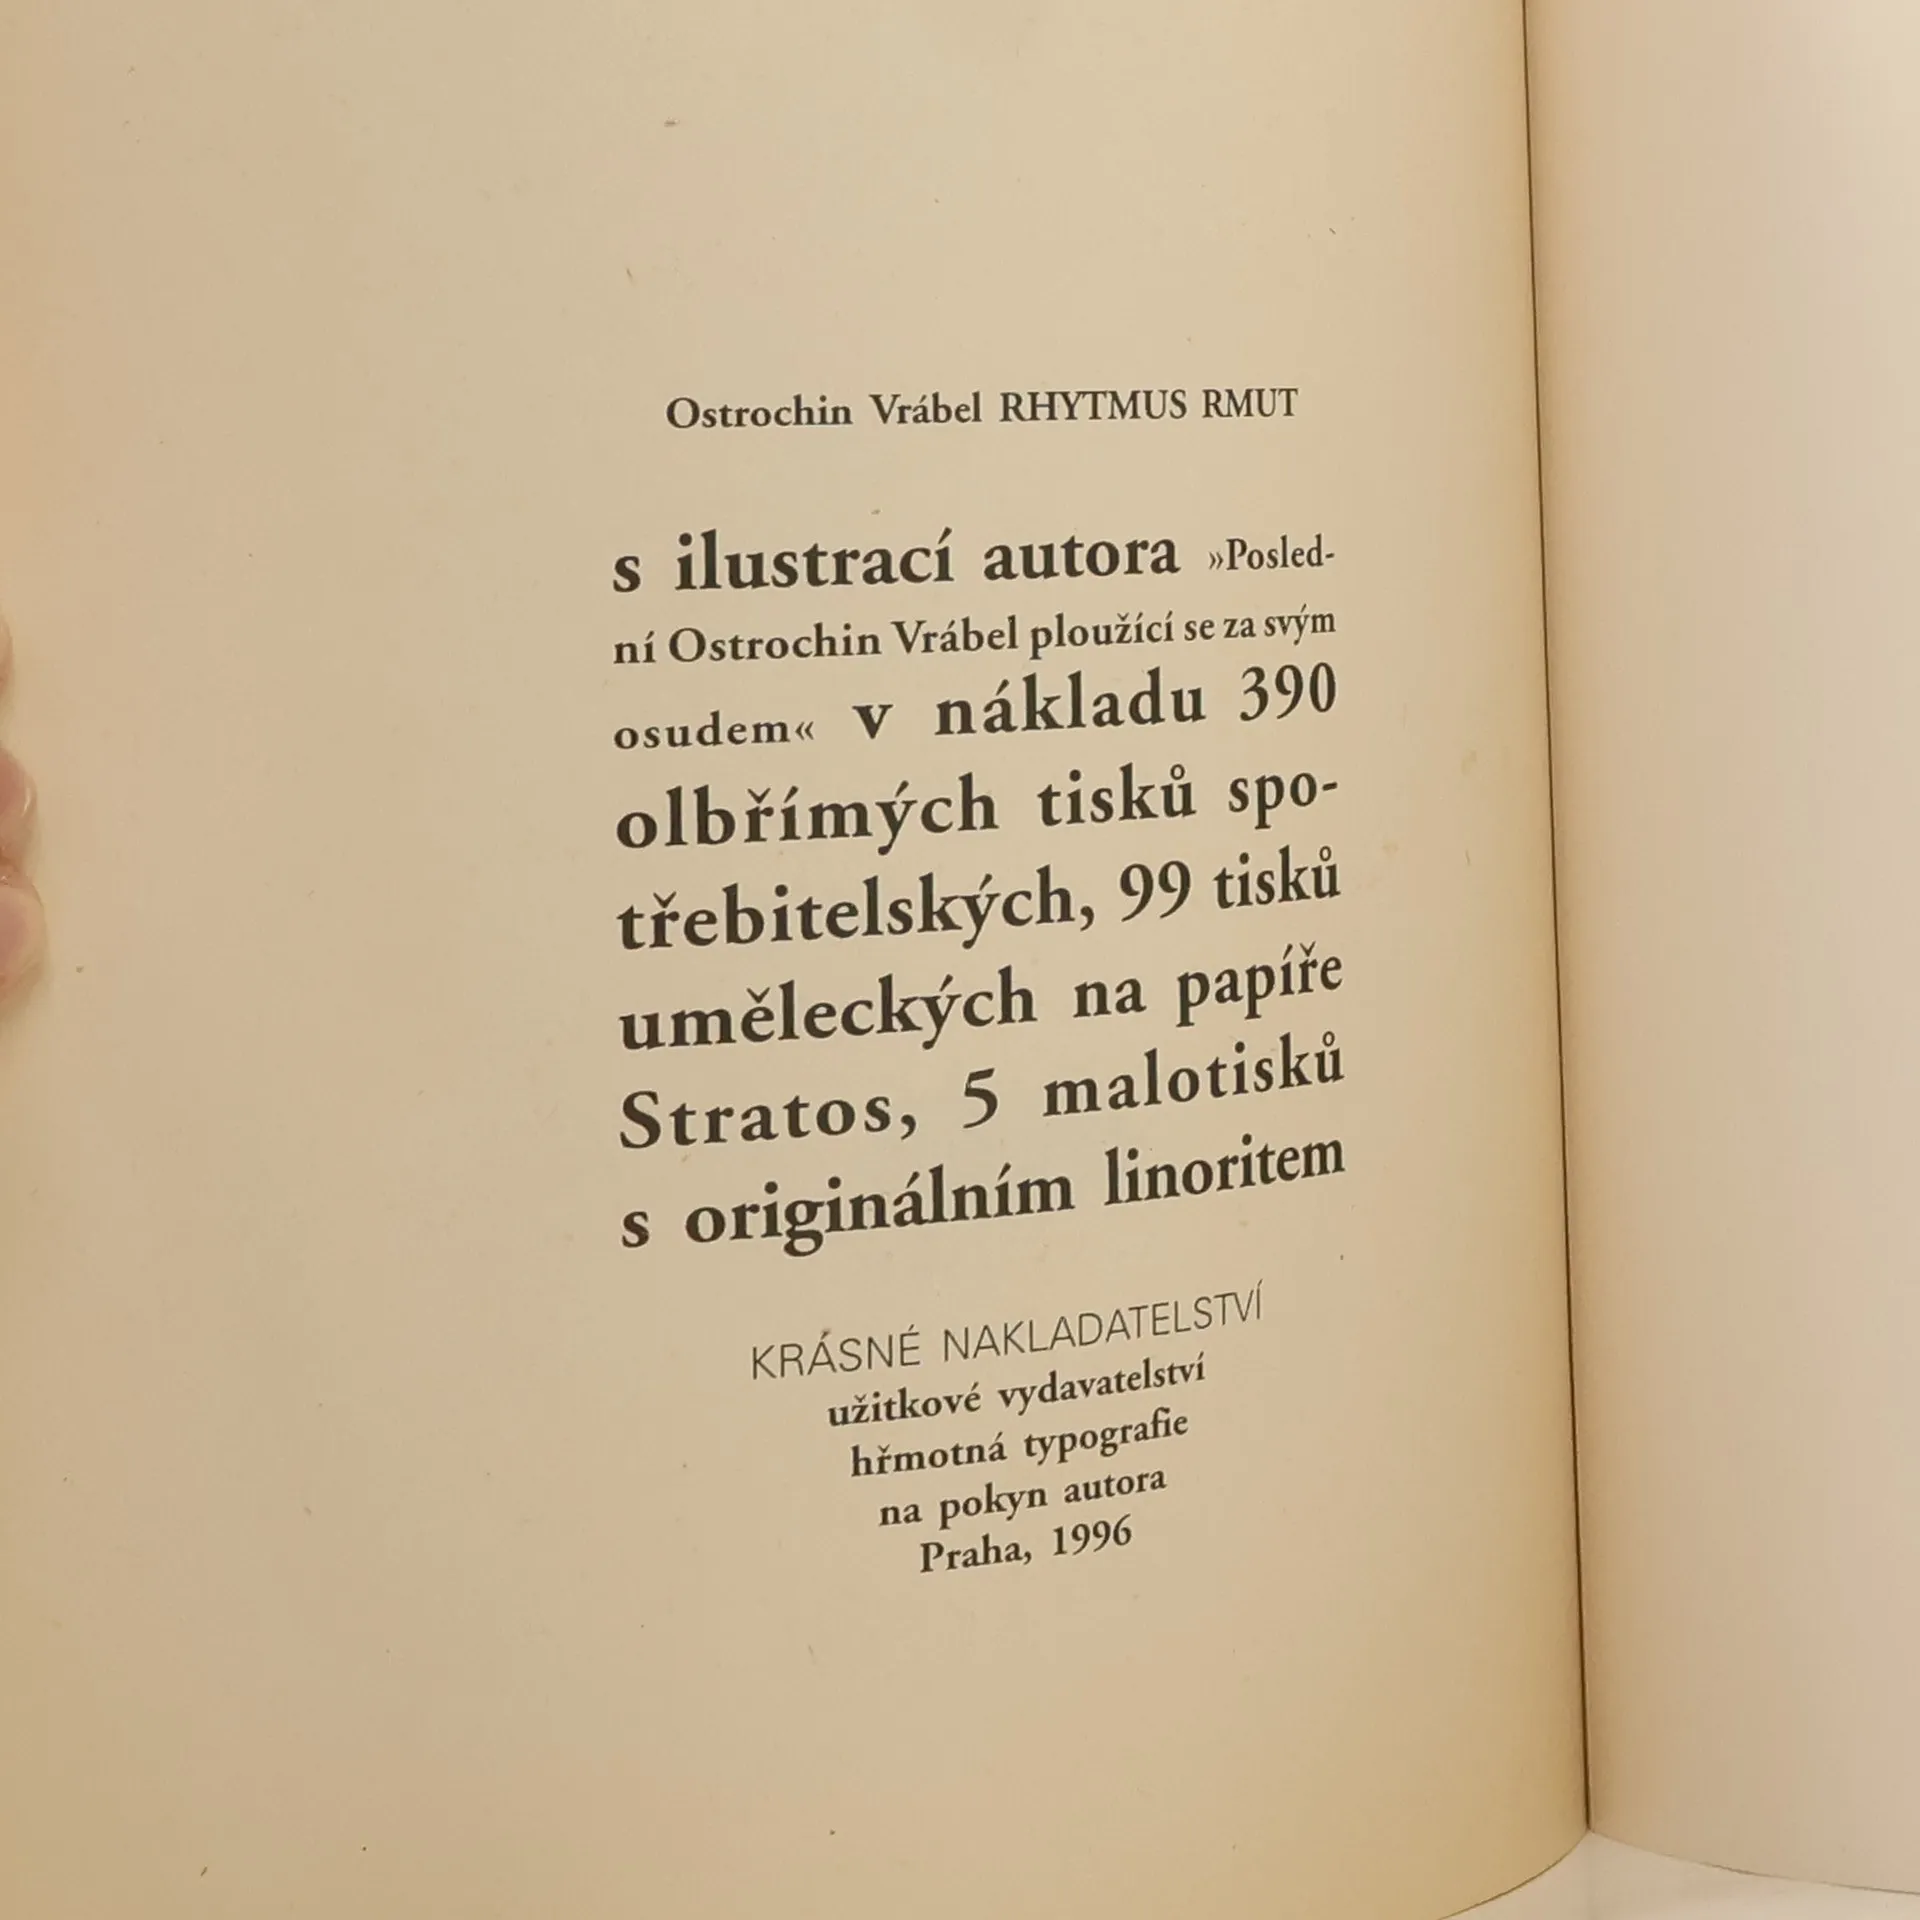 Ostrochin Vrábel RHYTMUS RMUT
s ilustrací autora »Posled-
ní Ostrochin Vrábel ploužící se za svým
osudem« v nákladu 390
olbřímých tisků spo-
třebitelských, 99 tisků
uměleckých na papíře
Stratos, 5 malotisků
s originálním linoritem
KRÁSNÉ NAKLADATELSTVÍ
užitkové vydavatelství
hřmotná typografie
na pokyn autora
Praha, 1996